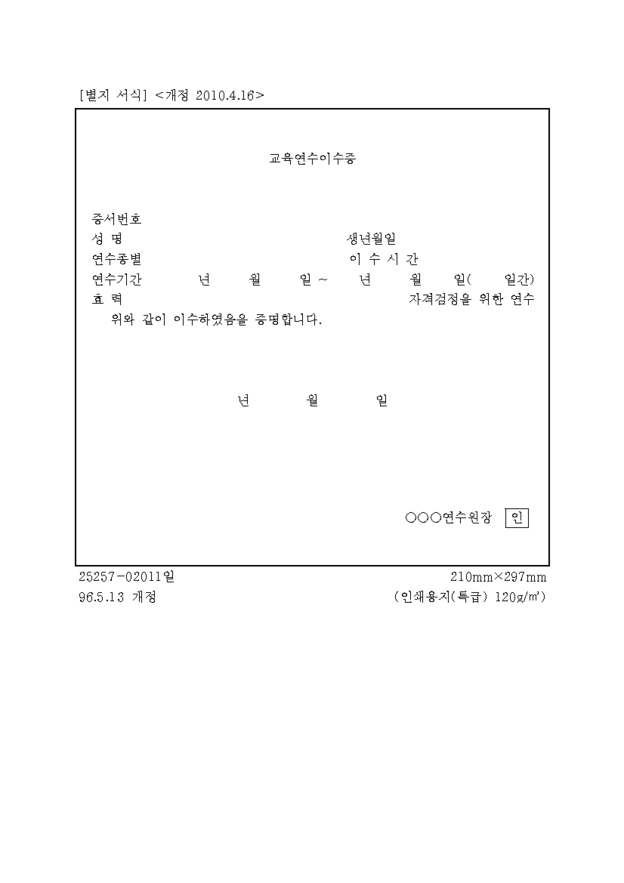 [별지 서식] <개정 2010.4.16>
교육연수이수증
증서번호
성 명 생년월일
연수종별 이 수 시 간
연수기간 년 월 일 ~ 년 월 일( 일간)
효 력 자격검정을 위한 연수
위와 같이 이수하였음을 증명합니다.
년 월 일
○○○연수원장 인
25257-02011일 210mm×297mm
96.5.13 개정 (인쇄용지(특급) 120g/㎡)